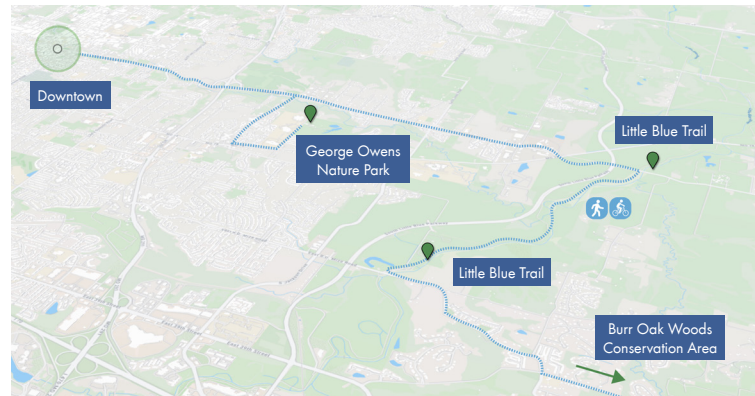 Downtown
George Owens
Nature Park
Little Blue Trail
Little Blue Trail
Burr Oak Woods
Conservation Area